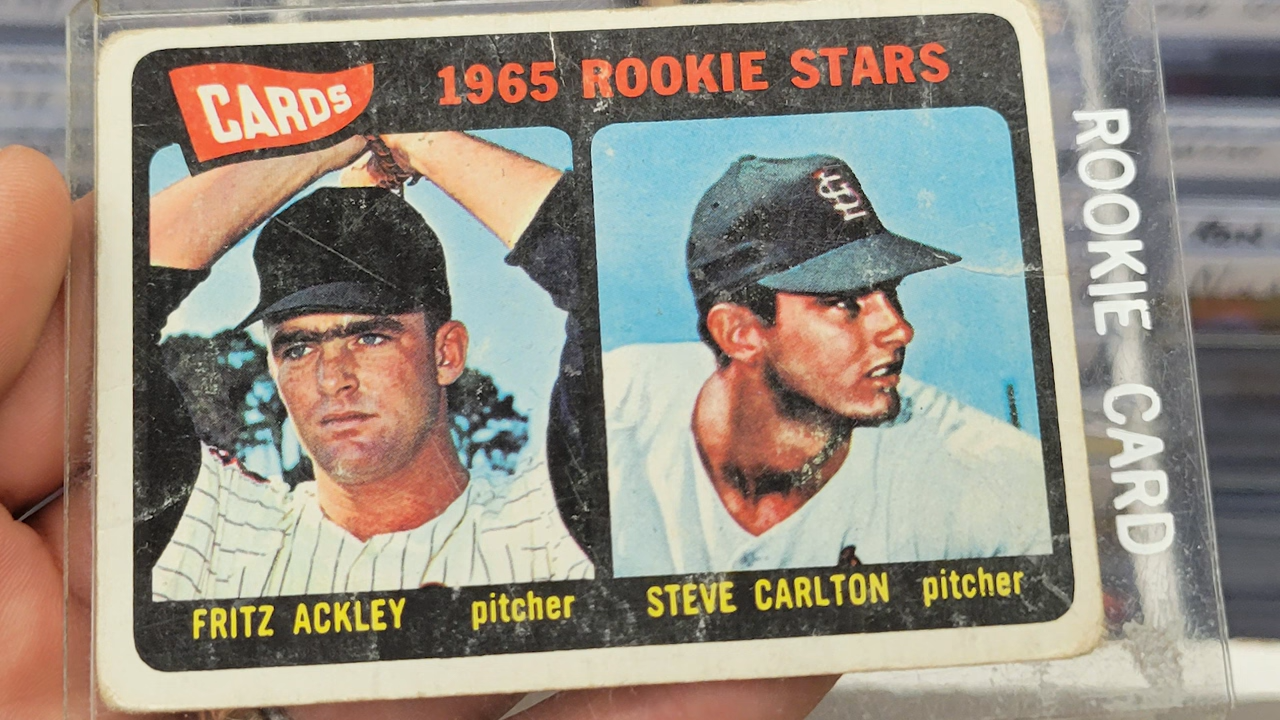 CARDS
1965 ROOKIE STARS
FRITZ ACKLEY pitcher
STEVE CARLTON pitcher
ROOKIE CARD